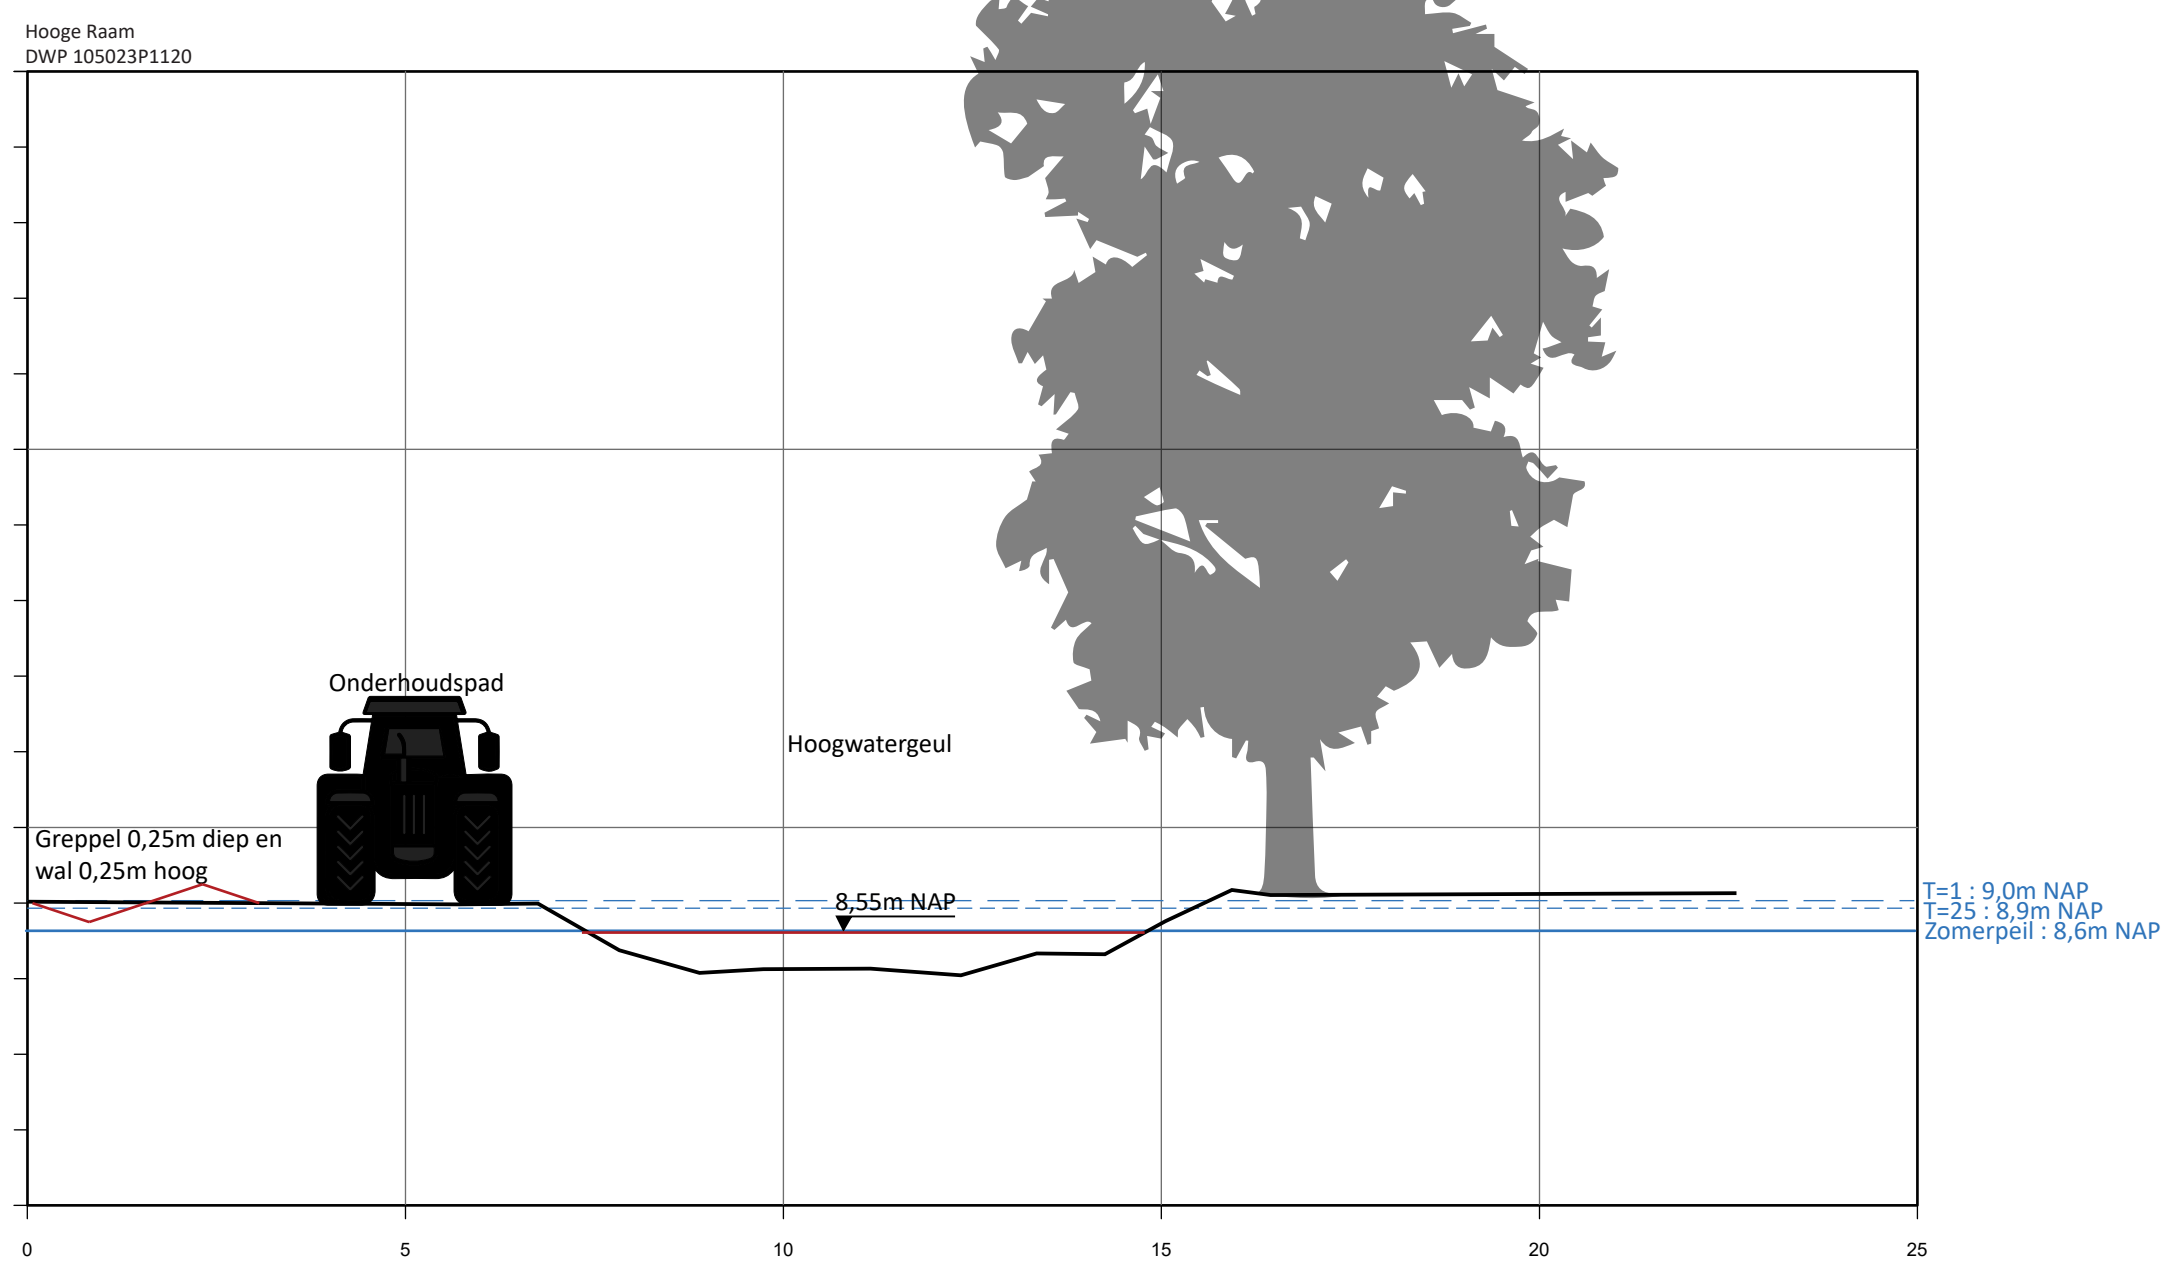 Hooge Raam
DWP 105023P1120
Onderhoudspad
Hoogwatergeul
Greppel 0,25m diep en
wal 0,25m hoog
8,55m NAP
T=1 : 9,0m NAP
T=25 : 8,9m NAP
Zomerpeil : 8,6m NAP
0 5 10 15 20 25